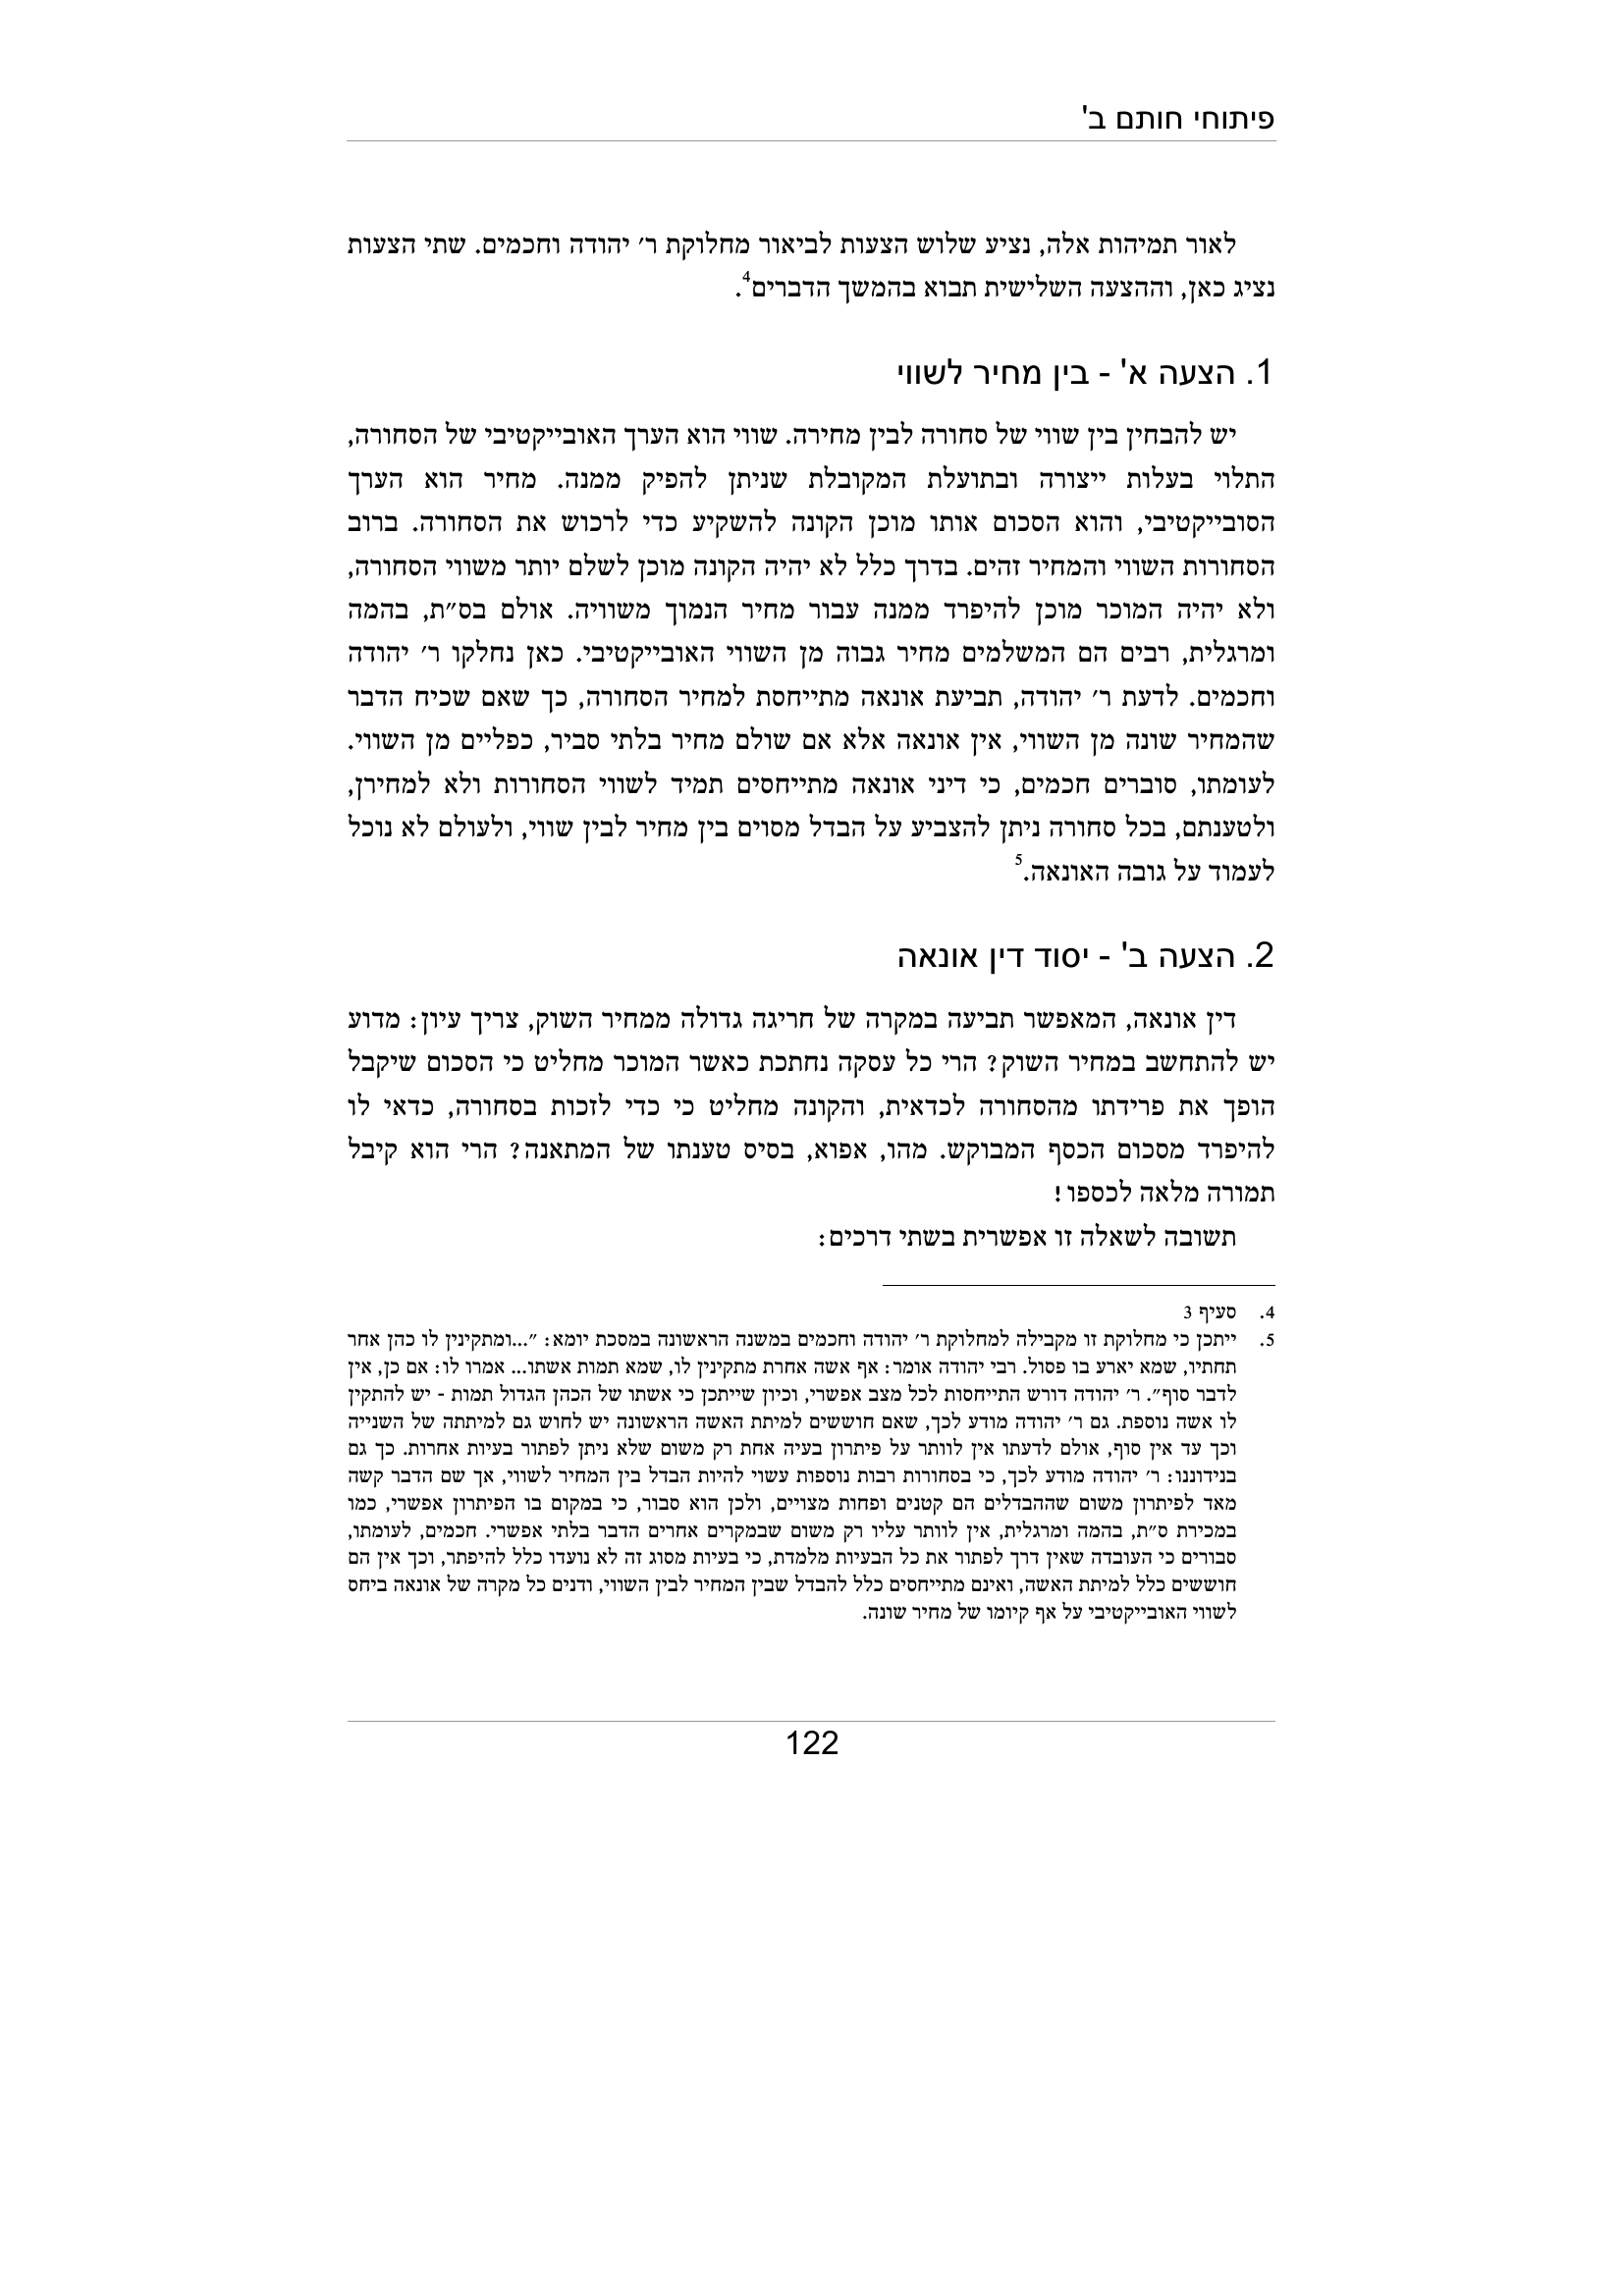 פיתוחי חותם ב'
לאור תמיהות אלה, נציע שלוש הצעות לביאור מחלוקת ר׳ יהודה וחכמים. שתי הצעות
נציג כאן, וההצעה השלישית תבוא בהמשך הדברים4.
1. הצעה א' - בין מחיר לשווי
יש להבחין בין שווי של סחורה לבין מחירה. שווי הוא הערך האובייקטיבי של הסחורה,
התלוי בעלות ייצורה ובתועלת המקובלת שניתן להפיק ממנה. מחיר הוא הערך
הסובייקטיבי, והוא הסכום אותו מוכן הקונה להשקיע כדי לרכוש את הסחורה. ברוב
הסחורות השווי והמחיר זהים. בדרך כלל לא יהיה הקונה מוכן לשלם יותר משווי הסחורה,
ולא יהיה המוכר מוכן להיפרד ממנה עבור מחיר הנמוך משוויה. אולם בס״ת, בהמה
ומרגלית, רבים הם המשלמים מחיר גבוה מן השווי האובייקטיבי. כאן נחלקו ר׳ יהודה
וחכמים. לדעת ר׳ יהודה, תביעת אונאה מתייחסת למחיר הסחורה, כך שאם שכיח הדבר
שהמחיר שונה מן השווי, אין אונאה אלא אם שולם מחיר בלתי סביר, כפליים מן השווי.
לעומתו, סוברים חכמים, כי דיני אונאה מתייחסים תמיד לשווי הסחורות ולא למחירן,
ולטענתם, בכל סחורה ניתן להצביע על הבדל מסוים בין מחיר לבין שווי, ולעולם לא נוכל
לעמוד על גובה האונאה.5
2. הצעה ב' - יסוד דין אונאה
דין אונאה, המאפשר תביעה במקרה של חריגה גדולה ממחיר השוק, צריך עיון: מדוע
יש להתחשב במחיר השוק? הרי כל עסקה נחתכת כאשר המוכר מחליט כי הסכום שיקבל
הופך את פרידתו מהסחורה לכדאית, והקונה מחליט כי כדי לזכות בסחורה, כדאי לו
להיפרד מסכום הכסף המבוקש. מהו, אפוא, בסיס טענתו של המתאנה? הרי הוא קיבל
תמורה מלאה לכספו!
תשובה לשאלה זו אפשרית בשתי דרכים:
4. סעיף 3
5. ייתכן כי מחלוקת זו מקבילה למחלוקת ר׳ יהודה וחכמים במשנה הראשונה במסכת יומא: ״...ומתקינין לו כהן אחר
תחתיו, שמא יארע בו פסול. רבי יהודה אומר: אף אשה אחרת מתקינין לו, שמא תמות אשתו... אמרו לו: אם כן, אין
לדבר סוף״. ר׳ יהודה דורש התייחסות לכל מצב אפשרי, וכיון שייתכן כי אשתו של הכהן הגדול תמות - יש להתקין
לו אשה נוספת. גם ר׳ יהודה מודע לכך, שאם חוששים למיתת האשה הראשונה יש לחוש גם למיתתה של השנייה
וכך עד אין סוף, אולם לדעתו אין לוותר על פיתרון בעיה אחת רק משום שלא ניתן לפתור בעיות אחרות. כך גם
בנידוננו: ר׳ יהודה מודע לכך, כי בסחורות רבות נוספות עשוי להיות הבדל בין המחיר לשווי, אך שם הדבר קשה
מאד לפיתרון משום שההבדלים הם קטנים ופחות מצויים, ולכן הוא סבור, כי במקום בו הפיתרון אפשרי, כמו
במכירת ס״ת, בהמה ומרגלית, אין לוותר עליו רק משום שבמקרים אחרים הדבר בלתי אפשרי. חכמים, לעומתו,
סבורים כי העובדה שאין דרך לפתור את כל הבעיות מלמדת, כי בעיות מסוג זה לא נועדו כלל להיפתר, וכך אין הם
חוששים כלל למיתת האשה, ואינם מתייחסים כלל להבדל שבין המחיר לבין השווי, ודנים כל מקרה של אונאה ביחס
לשווי האובייקטיבי על אף קיומו של מחיר שונה.
122